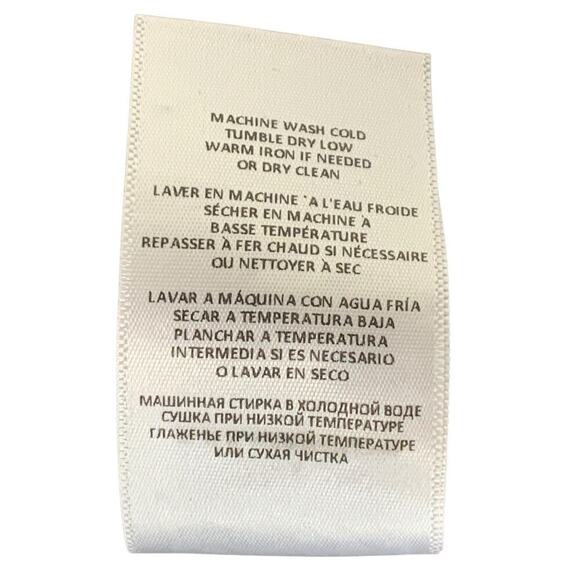 MACHINE WASH COLD
TUMBLE DRY LOW
WARM IRON IF NEEDED
OR DRY CLEAN
LAVER EN MACHINE `A L'EAU FROIDE
SÉCHER EN MACHINE À
BASSE TEMPÉRATURE
REPASSER À FER CHAUD SI NÉCESSAIRE
OU NETTOYER À SEC
LAVAR A MÁQUINA CON AGUA FRÍA
SECAR A TEMPERATURA BAJA
PLANCHAR A TEMPERATURA
INTERMEDIA SI ES NECESARIO
O LAVAR EN SECO
МАШИННАЯ СТИРКА В ХОЛОДНОЙ ВОДЕ
СУШКА ПРИ НИЗКОЙ ТЕМПЕРАТУРЕ
ГЛАЖЕНЬЕ ПРИ НИЗКОЙ ТЕМПЕРАТУРЕ
ИЛИ СУХАЯ ЧИСТКА